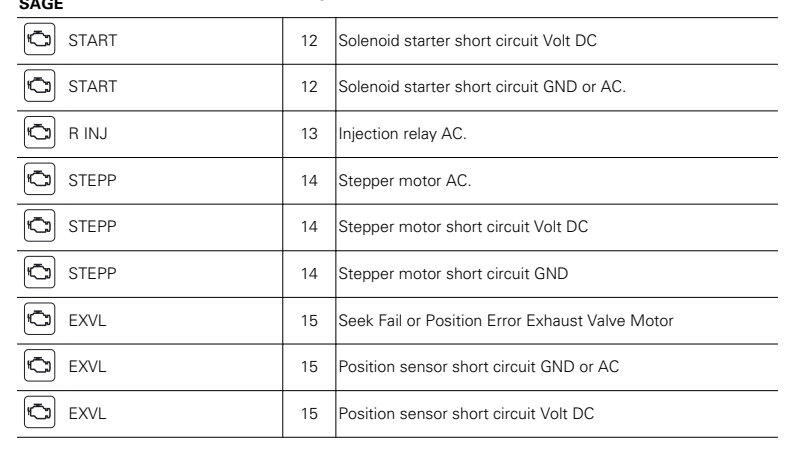 SAGE
START 12 Solenoid starter short circuit Volt DC
START 12 Solenoid starter short circuit GND or AC.
R INJ 13 Injection relay AC.
STEPP 14 Stepper motor AC.
STEPP 14 Stepper motor short circuit Volt DC
STEPP 14 Stepper motor short circuit GND
EXVL 15 Seek Fail or Position Error Exhaust Valve Motor
EXVL 15 Position sensor short circuit GND or AC
EXVL 15 Position sensor short circuit Volt DC